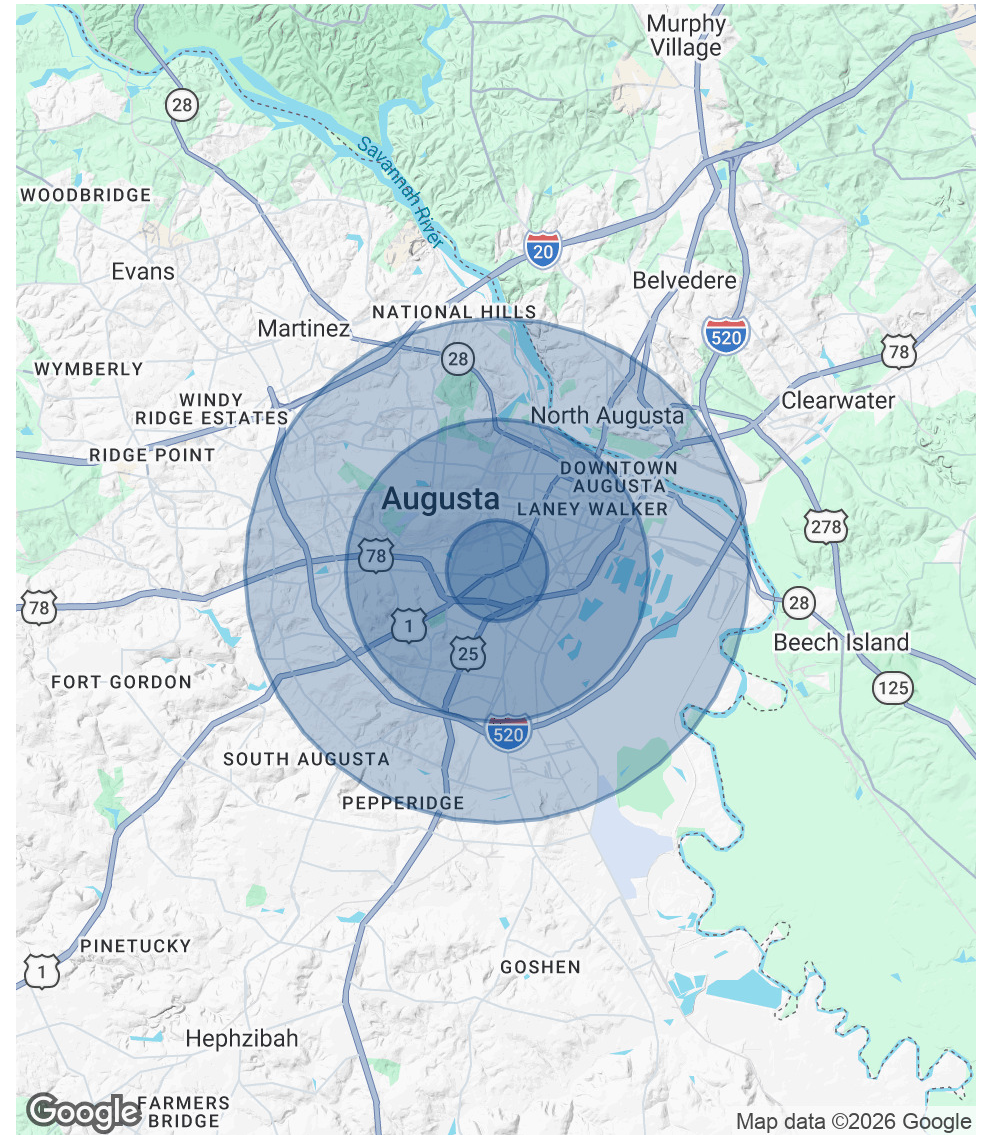 Murphy
Village
28
Savannah River
WOODBRIDGE
20
Evans
Belvedere
NATIONAL HILLS
Martinez
520
78
28
WYMBERLY
WINDY
RIDGE ESTATES
Clearwater
North Augusta
RIDGE POINT
DOWNTOWN
AUGUSTA
Augusta
LANEY WALKER
278
78
78
28
1
Beech Island
25
FORT GORDON
125
520
SOUTH AUGUSTA
PEPPERIDGE
PINETUCKY
GOSHEN
1
Hephzibah
FARMERS
BRIDGE
Google
Map data ©2026 Google